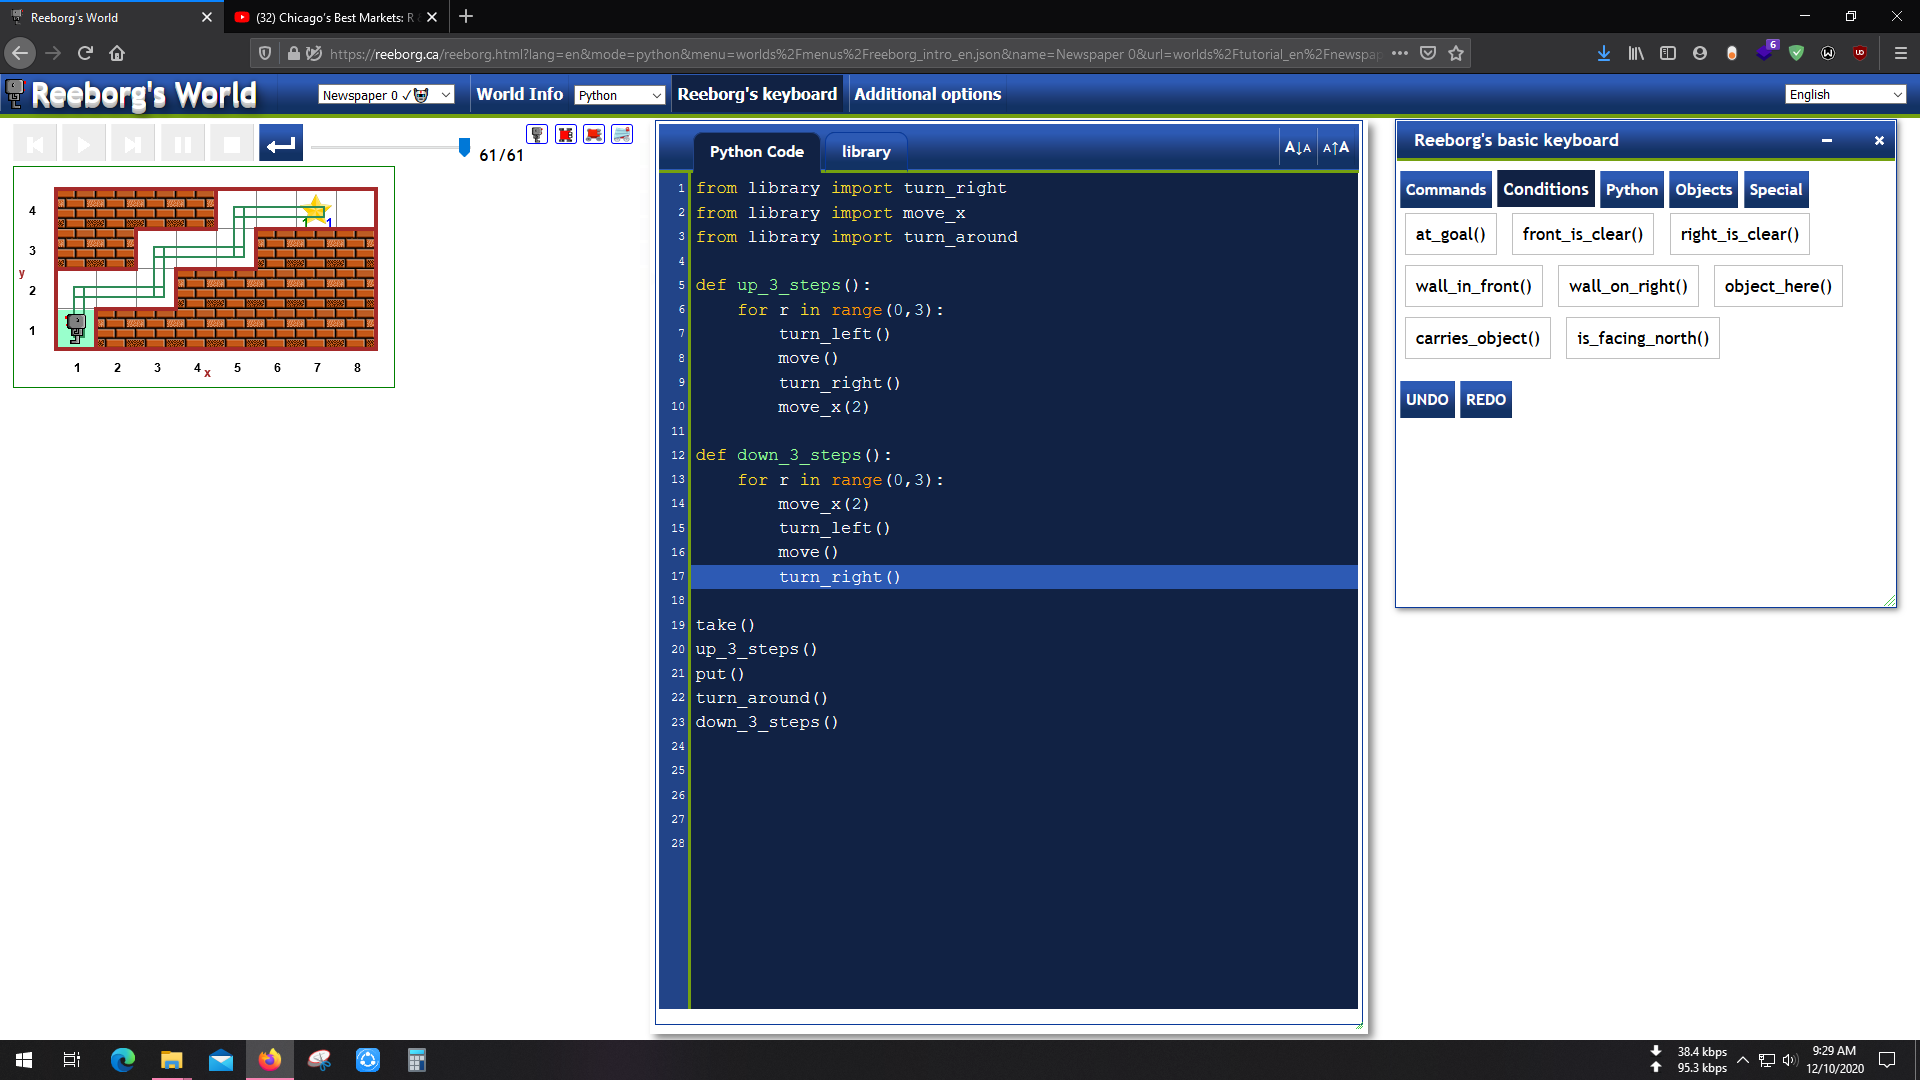 Reeborg's World
(32) Chicago's Best Markets: R
https://reeborg.ca/reeborg.html?lang=en&mode=python&menu=worlds%2Fmenus%2Freeborg_intro_en.json&name=Newspaper 0&url=worlds%2Ftutorial_en%2Fnewspap
6
Reeborg's World
Newspaper 0 ✓
World Info
Python
Reeborg's keyboard
Additional options
English
61/61
4
3
y
2
1
1 1
1 2 3 4 x 5 6 7 8
Python Code
library
A↓A
A↑A
1 from library import turn_right
2 from library import move_x
3 from library import turn_around
4
5 def up_3_steps():
6 for r in range(0,3):
7 turn_left()
8 move()
9 turn_right()
10 move_x(2)
11
12 def down_3_steps():
13 for r in range(0,3):
14 move_x(2)
15 turn_left()
16 move()
17 turn_right()
18
19 take()
20 up_3_steps()
21 put()
22 turn_around()
23 down_3_steps()
24
25
26
27
28
Reeborg's basic keyboard
Commands Conditions Python Objects Special
at_goal() front_is_clear() right_is_clear()
wall_in_front() wall_on_right() object_here()
carries_object() is_facing_north()
UNDO REDO
38.4 kbps
95.3 kbps
9:29 AM
12/10/2020